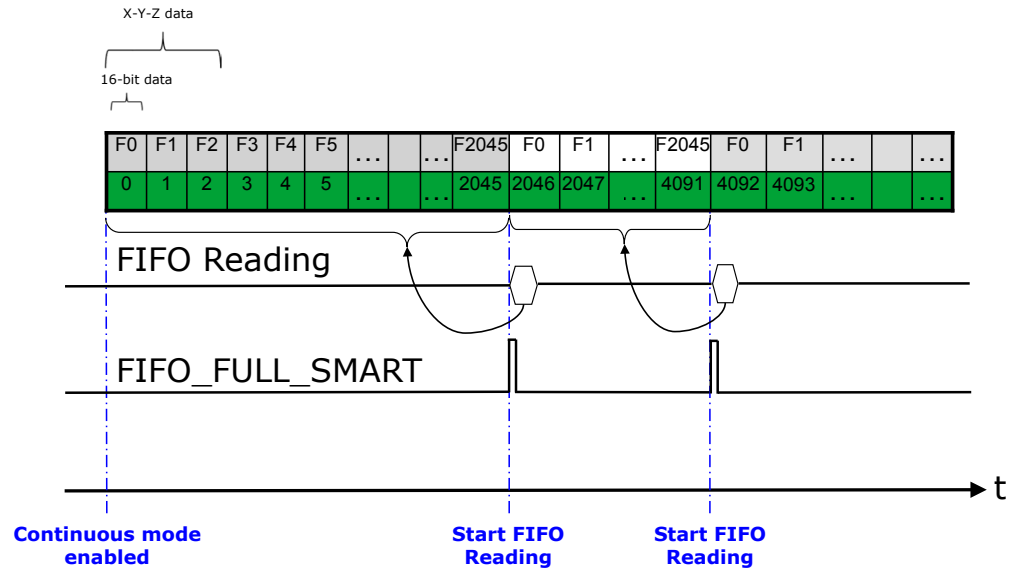 X-Y-Z data
16-bit data
F0 F1 F2 F3 F4 F5 ... ... F2045 F0 F1 ... F2045 F0 F1 ... ...
0 1 2 3 4 5 ... ... 2045 2046 2047 ... 4091 4092 4093 ... ...
FIFO Reading
FIFO_FULL_SMART
t
Continuous mode
enabled
Start FIFO
Reading
Start FIFO
Reading